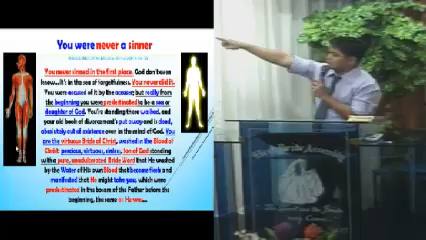 You were never a sinner
You never sinned in the first place. God don't even
know...It's in the sea of forgetfulness. You never did it.
You were accused of it by the accuser; but really from
the beginning you were predestinated to be a son or
daughter of God. You're standing there washed, and
your old book of divorcement's put away and is dead,
absolutely out of existence even in the mind of God. You
are the virtuous Bride of Christ, washed in the Blood of
Christ: precious, virtuous, sinless, Son of God standing
with a pure, unadulterated Bride Word that He washed
by the Water of His own Blood that become flesh and
manifested that He might take you, which were
predestinated in the bosom of the Father before the
beginning, the same as He was...